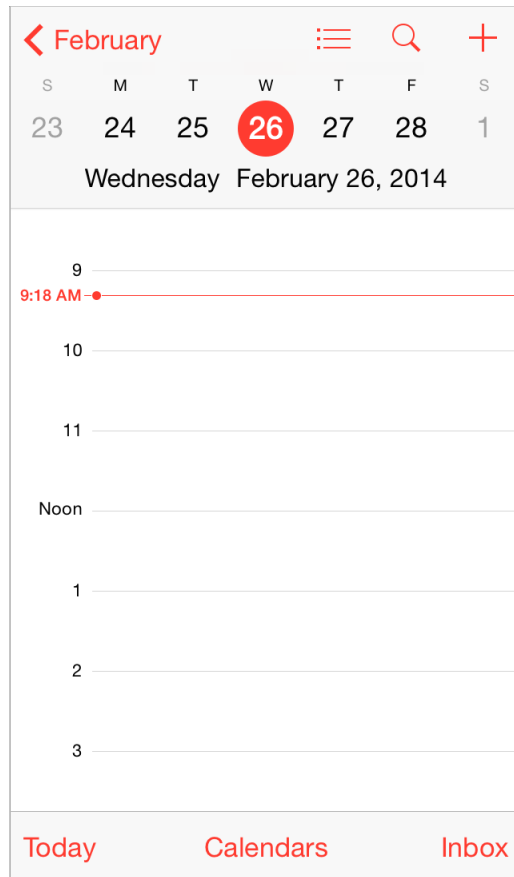 February
S M T W T F S
23 24 25 26 27 28 1
Wednesday February 26, 2014
9
9:18 AM
10
11
Noon
1
2
3
Today Calendars Inbox